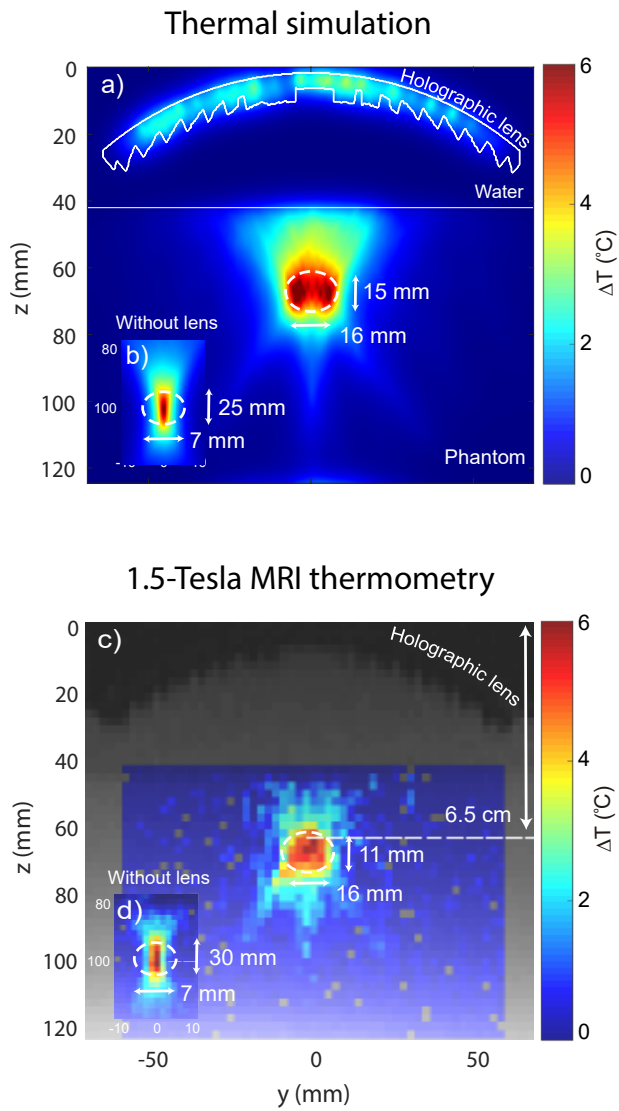 Thermal simulation
0
20
40
60
80
100
120
z (mm)
a)
Holographic lens
Water
15 mm
16 mm
Without lens
b)
80
100
-10
0
10
25 mm
7 mm
Phantom
6
4
2
0
ΔT (°C)
1.5-Tesla MRI thermometry
0
20
40
60
80
100
120
z (mm)
c)
Holographic lens
6.5 cm
11 mm
16 mm
Without lens
d)
80
100
-10
0
10
30 mm
7 mm
-50
0
50
y (mm)
6
4
2
0
ΔT (°C)